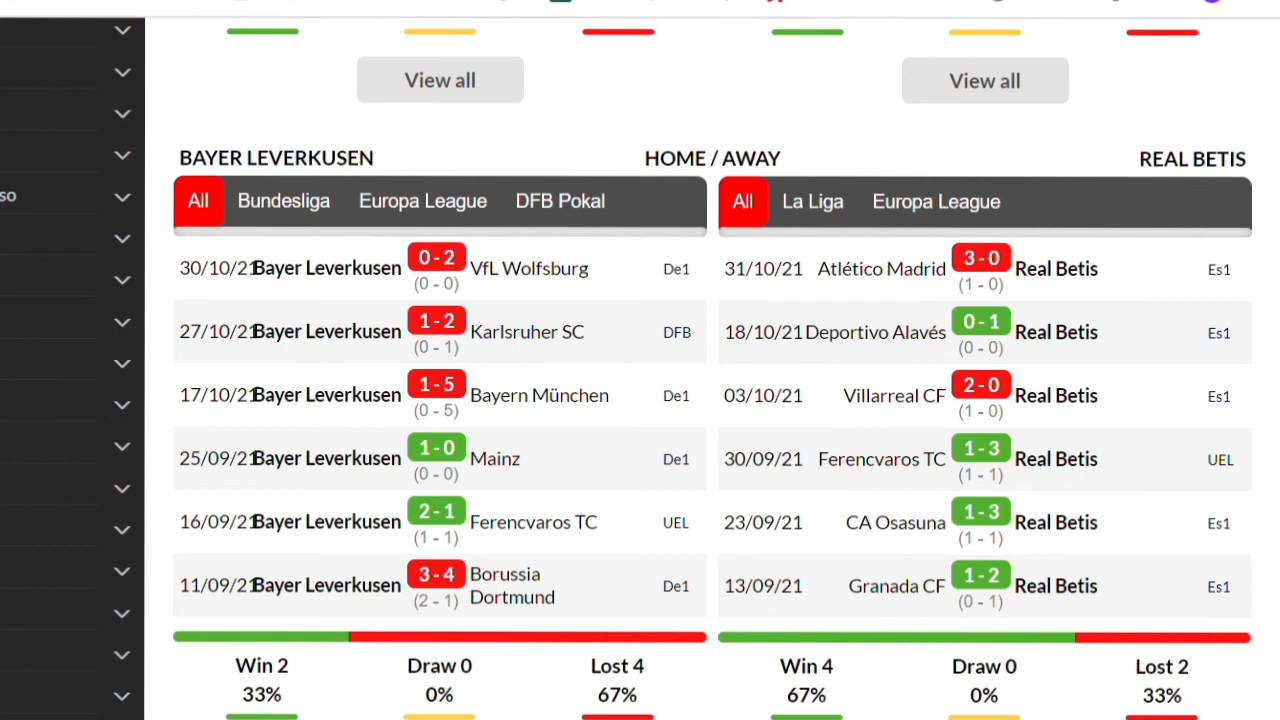 so
View all
View all
BAYER LEVERKUSEN HOME / AWAY REAL BETIS
All Bundesliga Europa League DFB Pokal
30/10/21 Bayer Leverkusen 0 - 2 VfL Wolfsburg De1
(0 - 0)
27/10/21 Bayer Leverkusen 1 - 2 Karlsruher SC DFB
(0 - 1)
17/10/21 Bayer Leverkusen 1 - 5 Bayern München De1
(0 - 5)
25/09/21 Bayer Leverkusen 1 - 0 Mainz De1
(0 - 0)
16/09/21 Bayer Leverkusen 2 - 1 Ferencvaros TC UEL
(1 - 1)
11/09/21 Bayer Leverkusen 3 - 4 Borussia Dortmund De1
(2 - 1)
Win 2 Draw 0 Lost 4
33% 0% 67%
All La Liga Europa League
31/10/21 Atlético Madrid 3 - 0 Real Betis Es1
(1 - 0)
18/10/21 Deportivo Alavés 0 - 1 Real Betis Es1
(0 - 0)
03/10/21 Villarreal CF 2 - 0 Real Betis Es1
(1 - 0)
30/09/21 Ferencvaros TC 1 - 3 Real Betis UEL
(1 - 1)
23/09/21 CA Osasuna 1 - 3 Real Betis Es1
(1 - 1)
13/09/21 Granada CF 1 - 2 Real Betis Es1
(0 - 1)
Win 4 Draw 0 Lost 2
67% 0% 33%